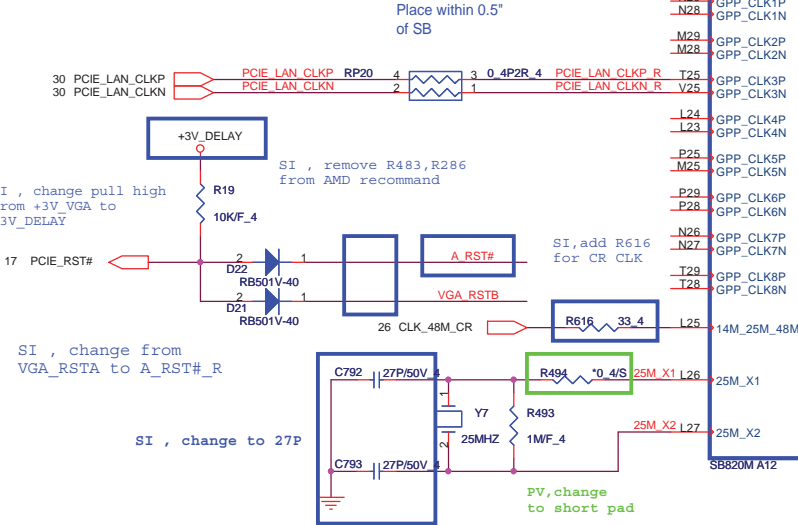 Place within 0.5"
of SB
GPP_CLK1P
N28 GPP_CLK1N
M29 GPP_CLK2P
M28 GPP_CLK2N
30 PCIE_LAN_CLKP PCIE_LAN_CLKP RP20 4 3 0_4P2R_4 PCIE_LAN_CLKP_R T25 GPP_CLK3P
30 PCIE_LAN_CLKN PCIE_LAN_CLKN 2 1 PCIE_LAN_CLKN_R V25 GPP_CLK3N
L24 GPP_CLK4P
L23 GPP_CLK4N
+3V_DELAY
P25 GPP_CLK5P
M25 GPP_CLK5N
SI , remove R483,R286
from AMD recommand
I , change pull high
rom +3V_VGA to
3V_DELAY
R19
10K/F_4
P29 GPP_CLK6P
P28 GPP_CLK6N
N26 GPP_CLK7P
N27 GPP_CLK7N
SI,add R616
for CR CLK
17 PCIE_RST#
2 1 A_RST#
D22
RB501V-40
T29 GPP_CLK8P
T28 GPP_CLK8N
2 1 VGA_RSTB
D21
RB501V-40
26 CLK_48M_CR R616 33_4 L25 14M_25M_48M
SI , change from
VGA_RSTA to A_RST#_R
C792 27P/50V_4 R494 *0_4/S 25M_X1 L26 25M_X1
1
Y7
25MHZ
2
R493
1M/F_4
25M_X2 L27 25M_X2
SI , change to 27P
C793 27P/50V_4
SB820M A12
PV,change
to short pad